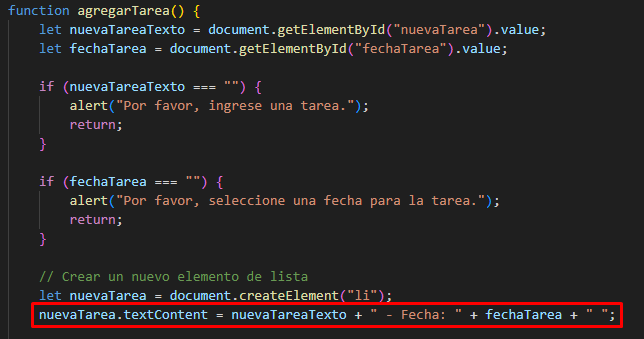 function agregarTarea() {
let nuevaTareaTexto = document.getElementById("nuevaTarea").value;
let fechaTarea = document.getElementById("fechaTarea").value;
if (nuevaTareaTexto === "") {
alert("Por favor, ingrese una tarea.");
return;
}
if (fechaTarea === "") {
alert("Por favor, seleccione una fecha para la tarea.");
return;
}
// Crear un nuevo elemento de lista
let nuevaTarea = document.createElement("li");
nuevaTarea.textContent = nuevaTareaTexto + " - Fecha: " + fechaTarea + " ";